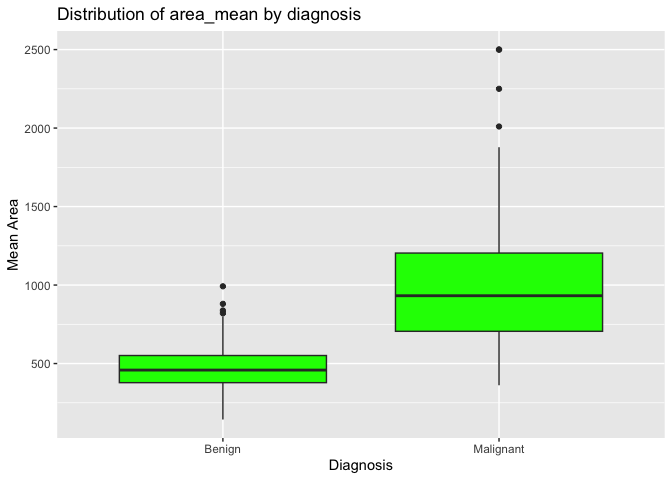 Distribution of area_mean by diagnosis
2500
2000
1500
1000
500
Mean Area
Benign
Malignant
Diagnosis